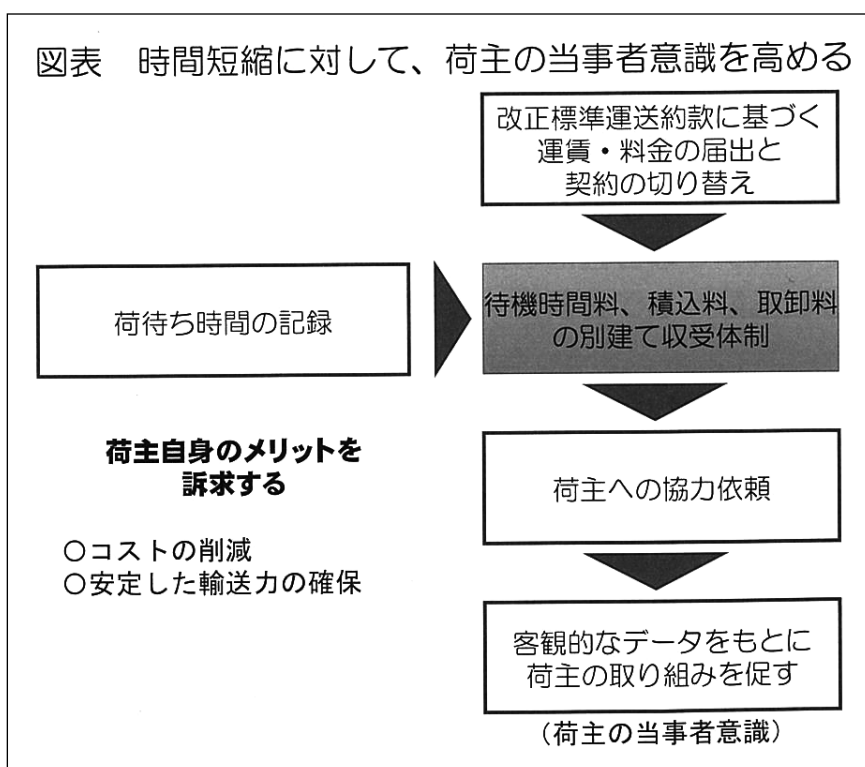 図表　時間短縮に対して、荷主の当事者意識を高める
改正標準運送約款に基づく
運賃・料金の届出と
契約の切り替え
荷待ち時間の記録
待機時間料、積込料、取卸料
の別建て収受体制
荷主自身のメリットを
訴求する
○コストの削減
○安定した輸送力の確保
荷主への協力依頼
客観的なデータをもとに
荷主の取り組みを促す
（荷主の当事者意識）